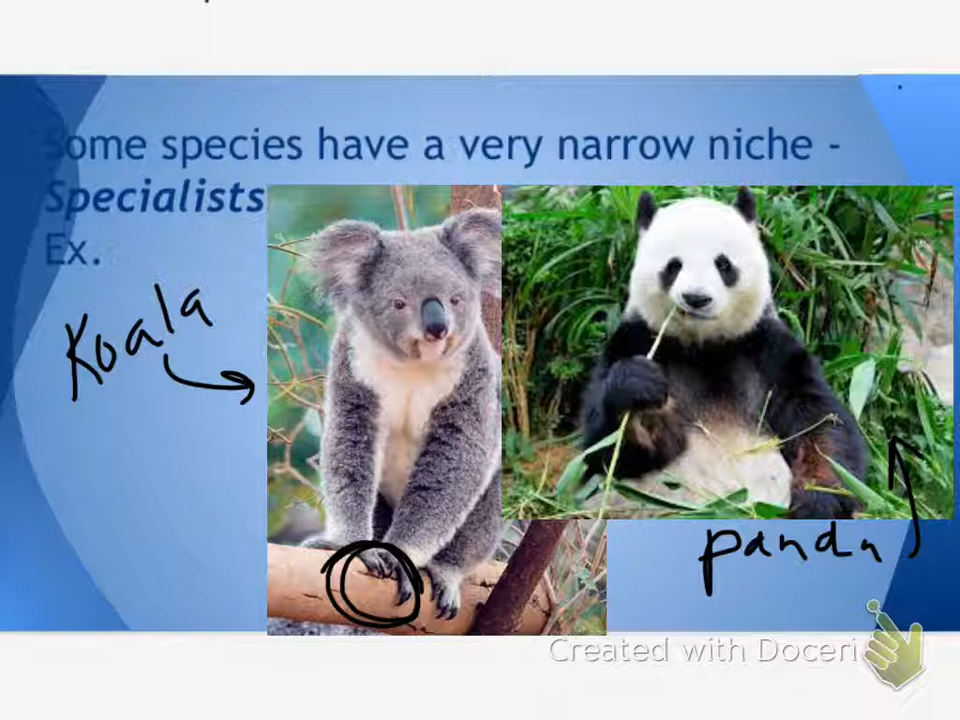 Some species have a very narrow niche -
Specialists
Ex.
Koala
panda
Created with Doceri